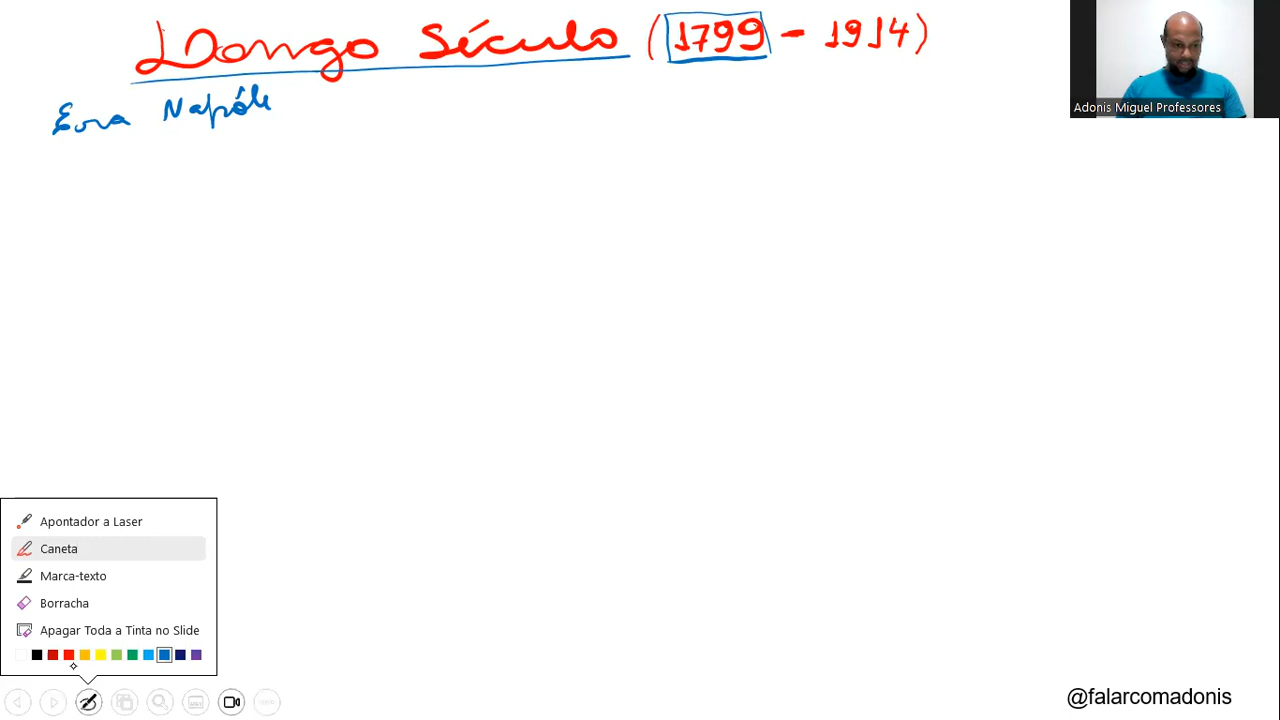 Longo Século (1799 - 1914)
Era Napóle
Adonis Miguel Professores
Apontador a Laser
Caneta
Marca-texto
Borracha
Apagar Toda a Tinta no Slide
@falarcomadonis